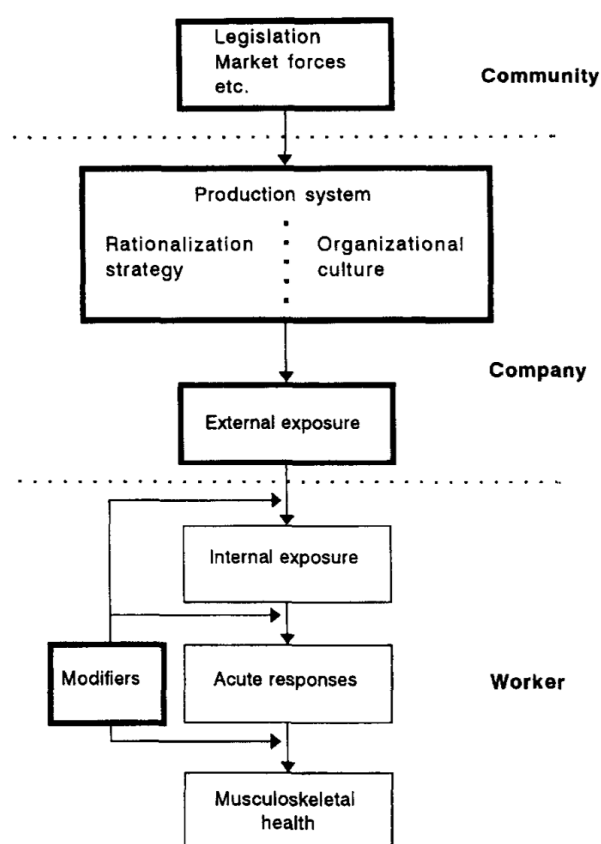 Legislation
Market forces
etc.
Community
Production system
Rationalization
strategy
Organizational
culture
Company
External exposure
Internal exposure
Modifiers
Acute responses
Worker
Musculoskeletal
health